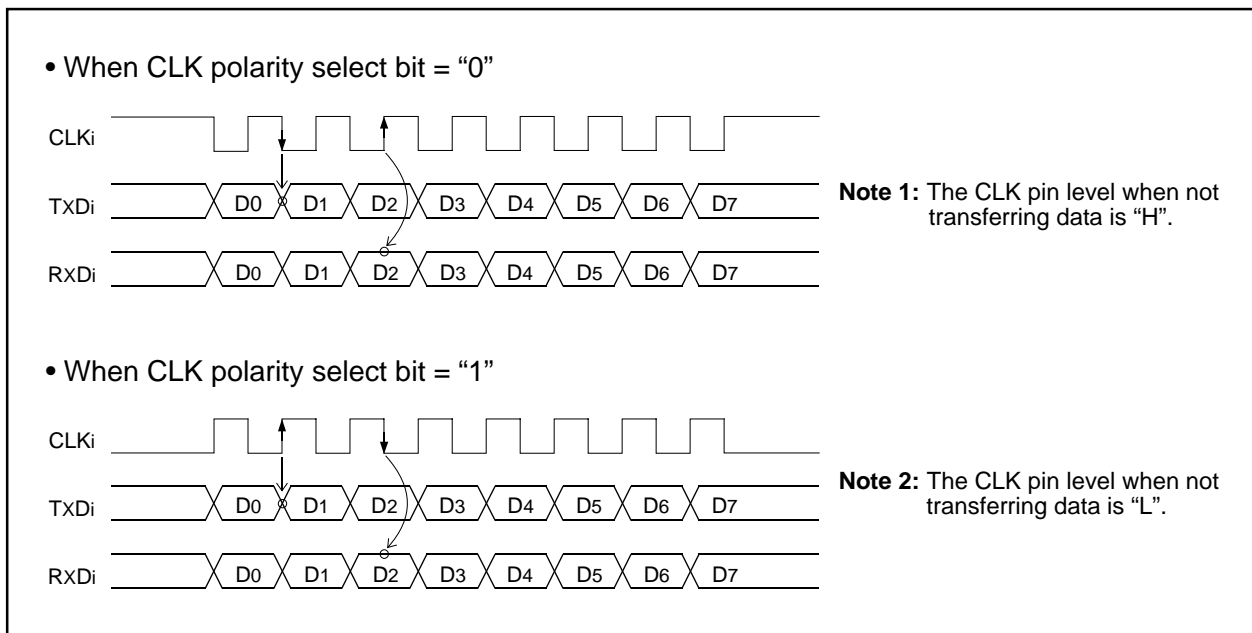 • When CLK polarity select bit = “0”
CLKi
TXDi D0 D1 D2 D3 D4 D5 D6 D7
RXDi D0 D1 D2 D3 D4 D5 D6 D7
Note 1: The CLK pin level when not
transferring data is “H”.
• When CLK polarity select bit = “1”
CLKi
TXDi D0 D1 D2 D3 D4 D5 D6 D7
RXDi D0 D1 D2 D3 D4 D5 D6 D7
Note 2: The CLK pin level when not
transferring data is “L”.